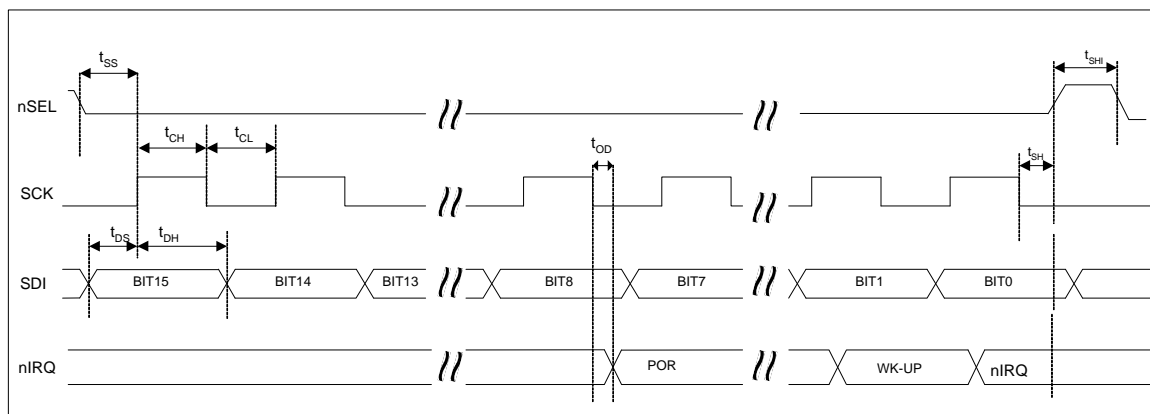 tSS
tSHI
nSEL
tCH
tCL
tOD
tSH
SCK
tDS
tDH
SDI
BIT15
BIT14
BIT13
BIT8
BIT7
BIT1
BIT0
nIRQ
POR
WK-UP
nIRQ